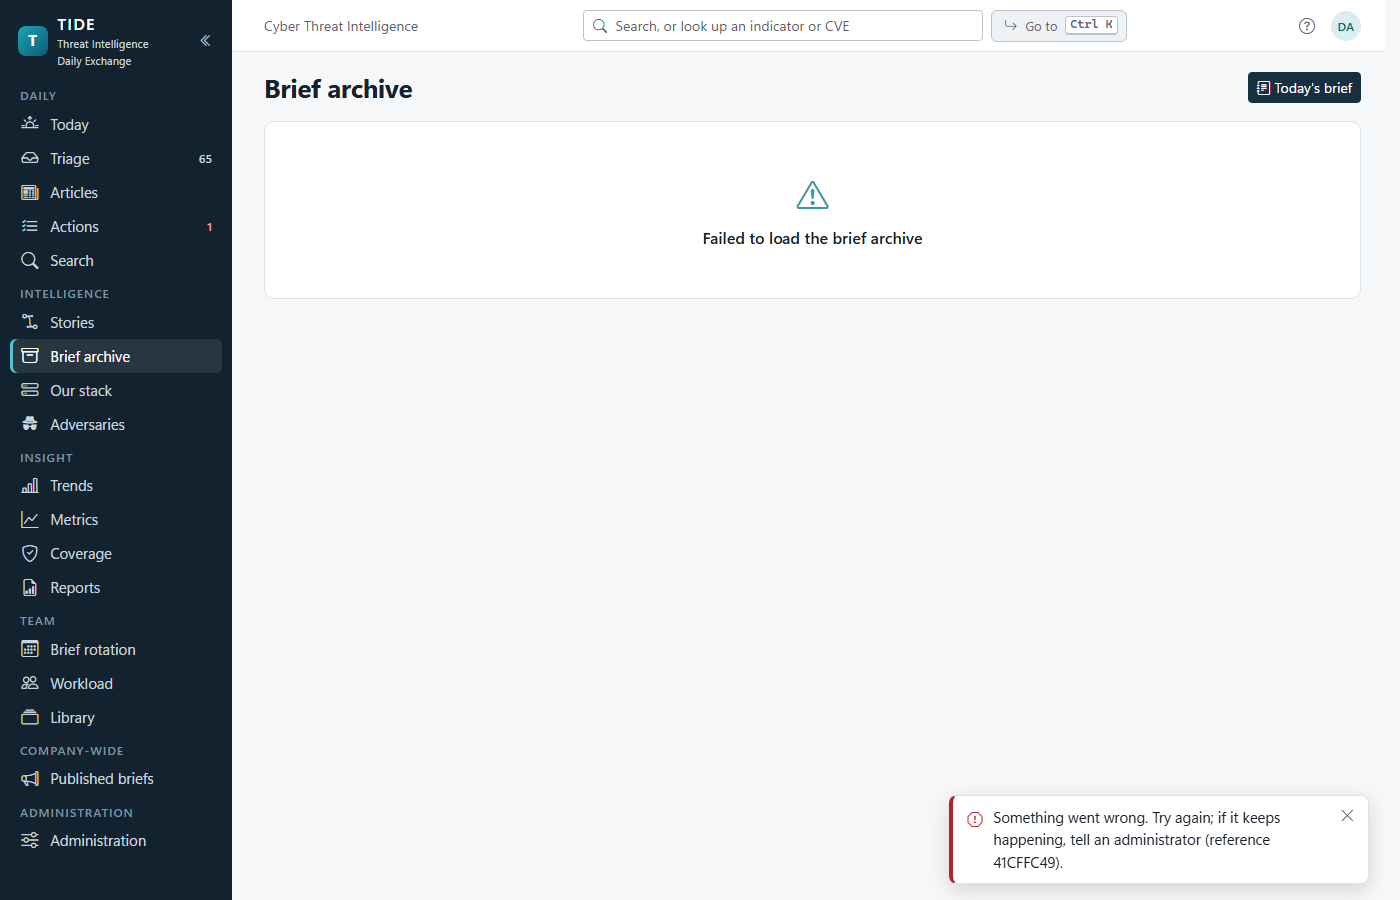 T
TIDE
Threat Intelligence
Daily Exchange
Cyber Threat Intelligence
Search, or look up an indicator or CVE
Go to Ctrl K
?
DA
DAILY
Today
Triage 65
Articles
Actions 1
Search
INTELLIGENCE
Stories
Brief archive
Our stack
Adversaries
INSIGHT
Trends
Metrics
Coverage
Reports
TEAM
Brief rotation
Workload
Library
COMPANY-WIDE
Published briefs
ADMINISTRATION
Administration
Brief archive
Today's brief
Failed to load the brief archive
Something went wrong. Try again; if it keeps
happening, tell an administrator (reference
41CFFC49).